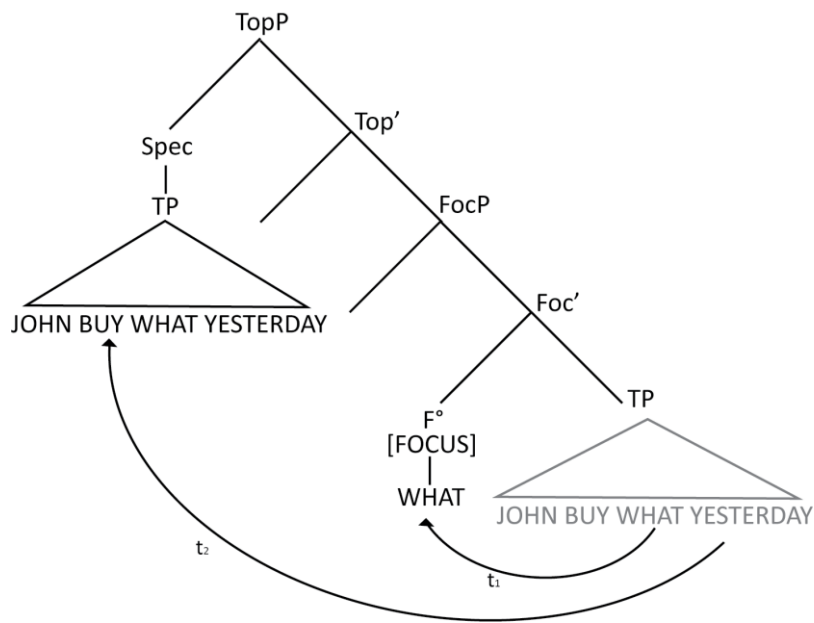 TopP
Top’
Spec
TP
FocP
JOHN BUY WHAT YESTERDAY
Foc’
F°
[FOCUS]
WHAT
TP
JOHN BUY WHAT YESTERDAY
t₂
t₁